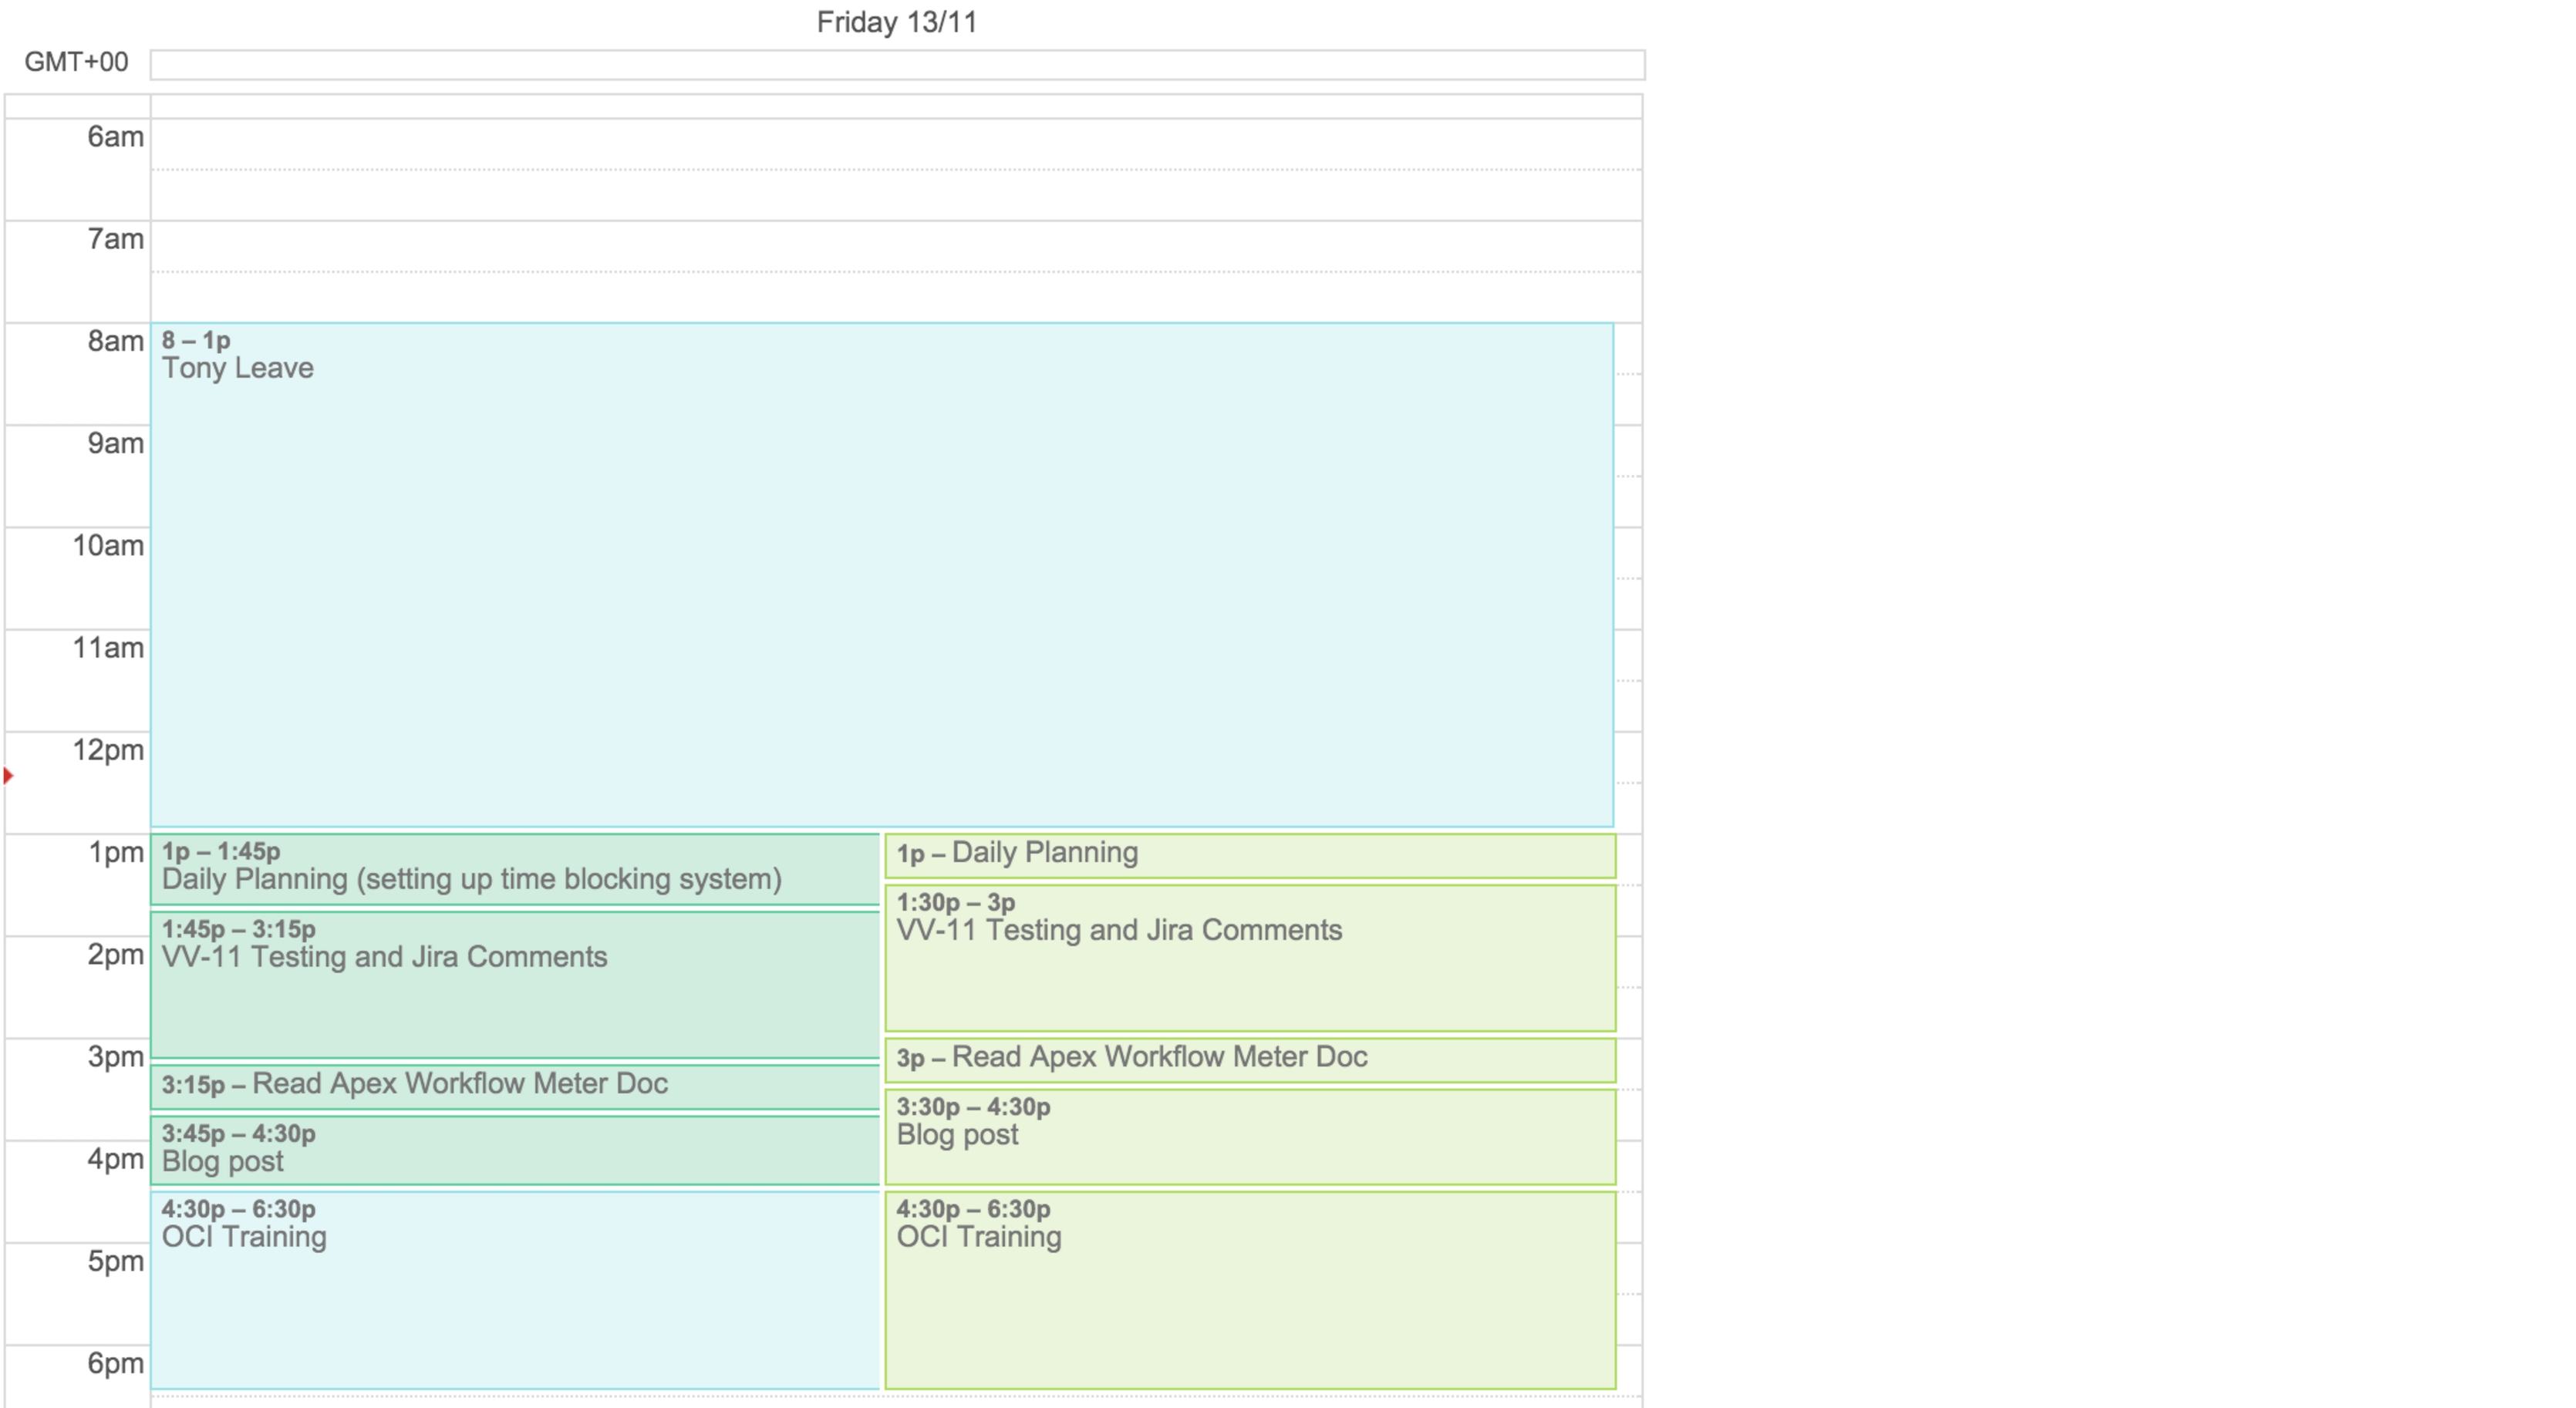 Friday 13/11
GMT+00
6am
7am
8am
8 – 1p
Tony Leave
9am
10am
11am
12pm
1pm
1p – 1:45p
Daily Planning (setting up time blocking system)
1p – Daily Planning
1:30p – 3p
VV-11 Testing and Jira Comments
1:45p – 3:15p
VV-11 Testing and Jira Comments
2pm
3pm
3p – Read Apex Workflow Meter Doc
3:15p – Read Apex Workflow Meter Doc
3:30p – 4:30p
Blog post
3:45p – 4:30p
Blog post
4pm
4:30p – 6:30p
OCI Training
4:30p – 6:30p
OCI Training
5pm
6pm